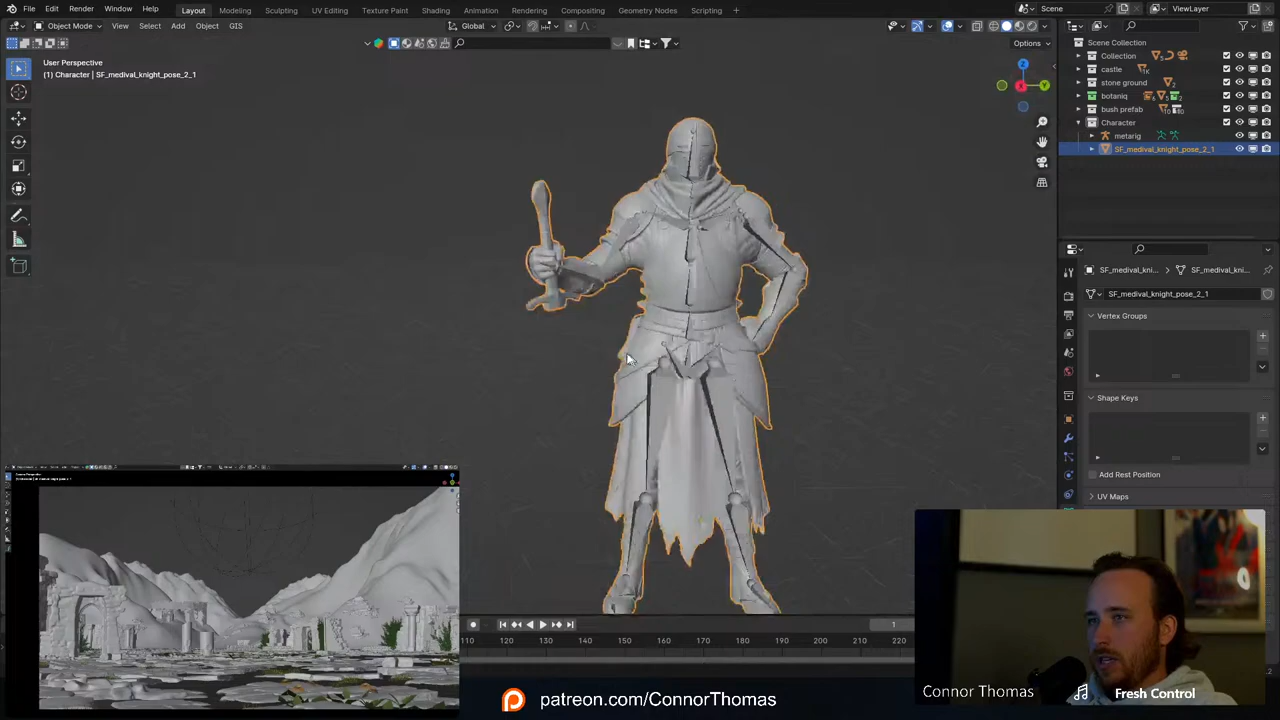 File Edit Render Window Help Layout Modeling Sculpting UV Editing Texture Paint Shading Animation Rendering Compositing Geometry Nodes Scripting + Scene ViewLayer
Object Mode View Select Add Object GIS Global
Options
User Perspective
(1) Character | SF_medival_knight_pose_2_1
Scene Collection
Collection
castle
stone ground
botaniq
bush prefab
Character
metarig
SF_medival_knight_pose_2_1
SF_medival_kni... SF_medival_kni...
SF_medival_knight_pose_2_1
Vertex Groups
Shape Keys
Add Rest Position
UV Maps
1
110 120 130 140 150 160 170 180 190 200 210 220
patreon.com/ConnorThomas
Connor Thomas
Fresh Control